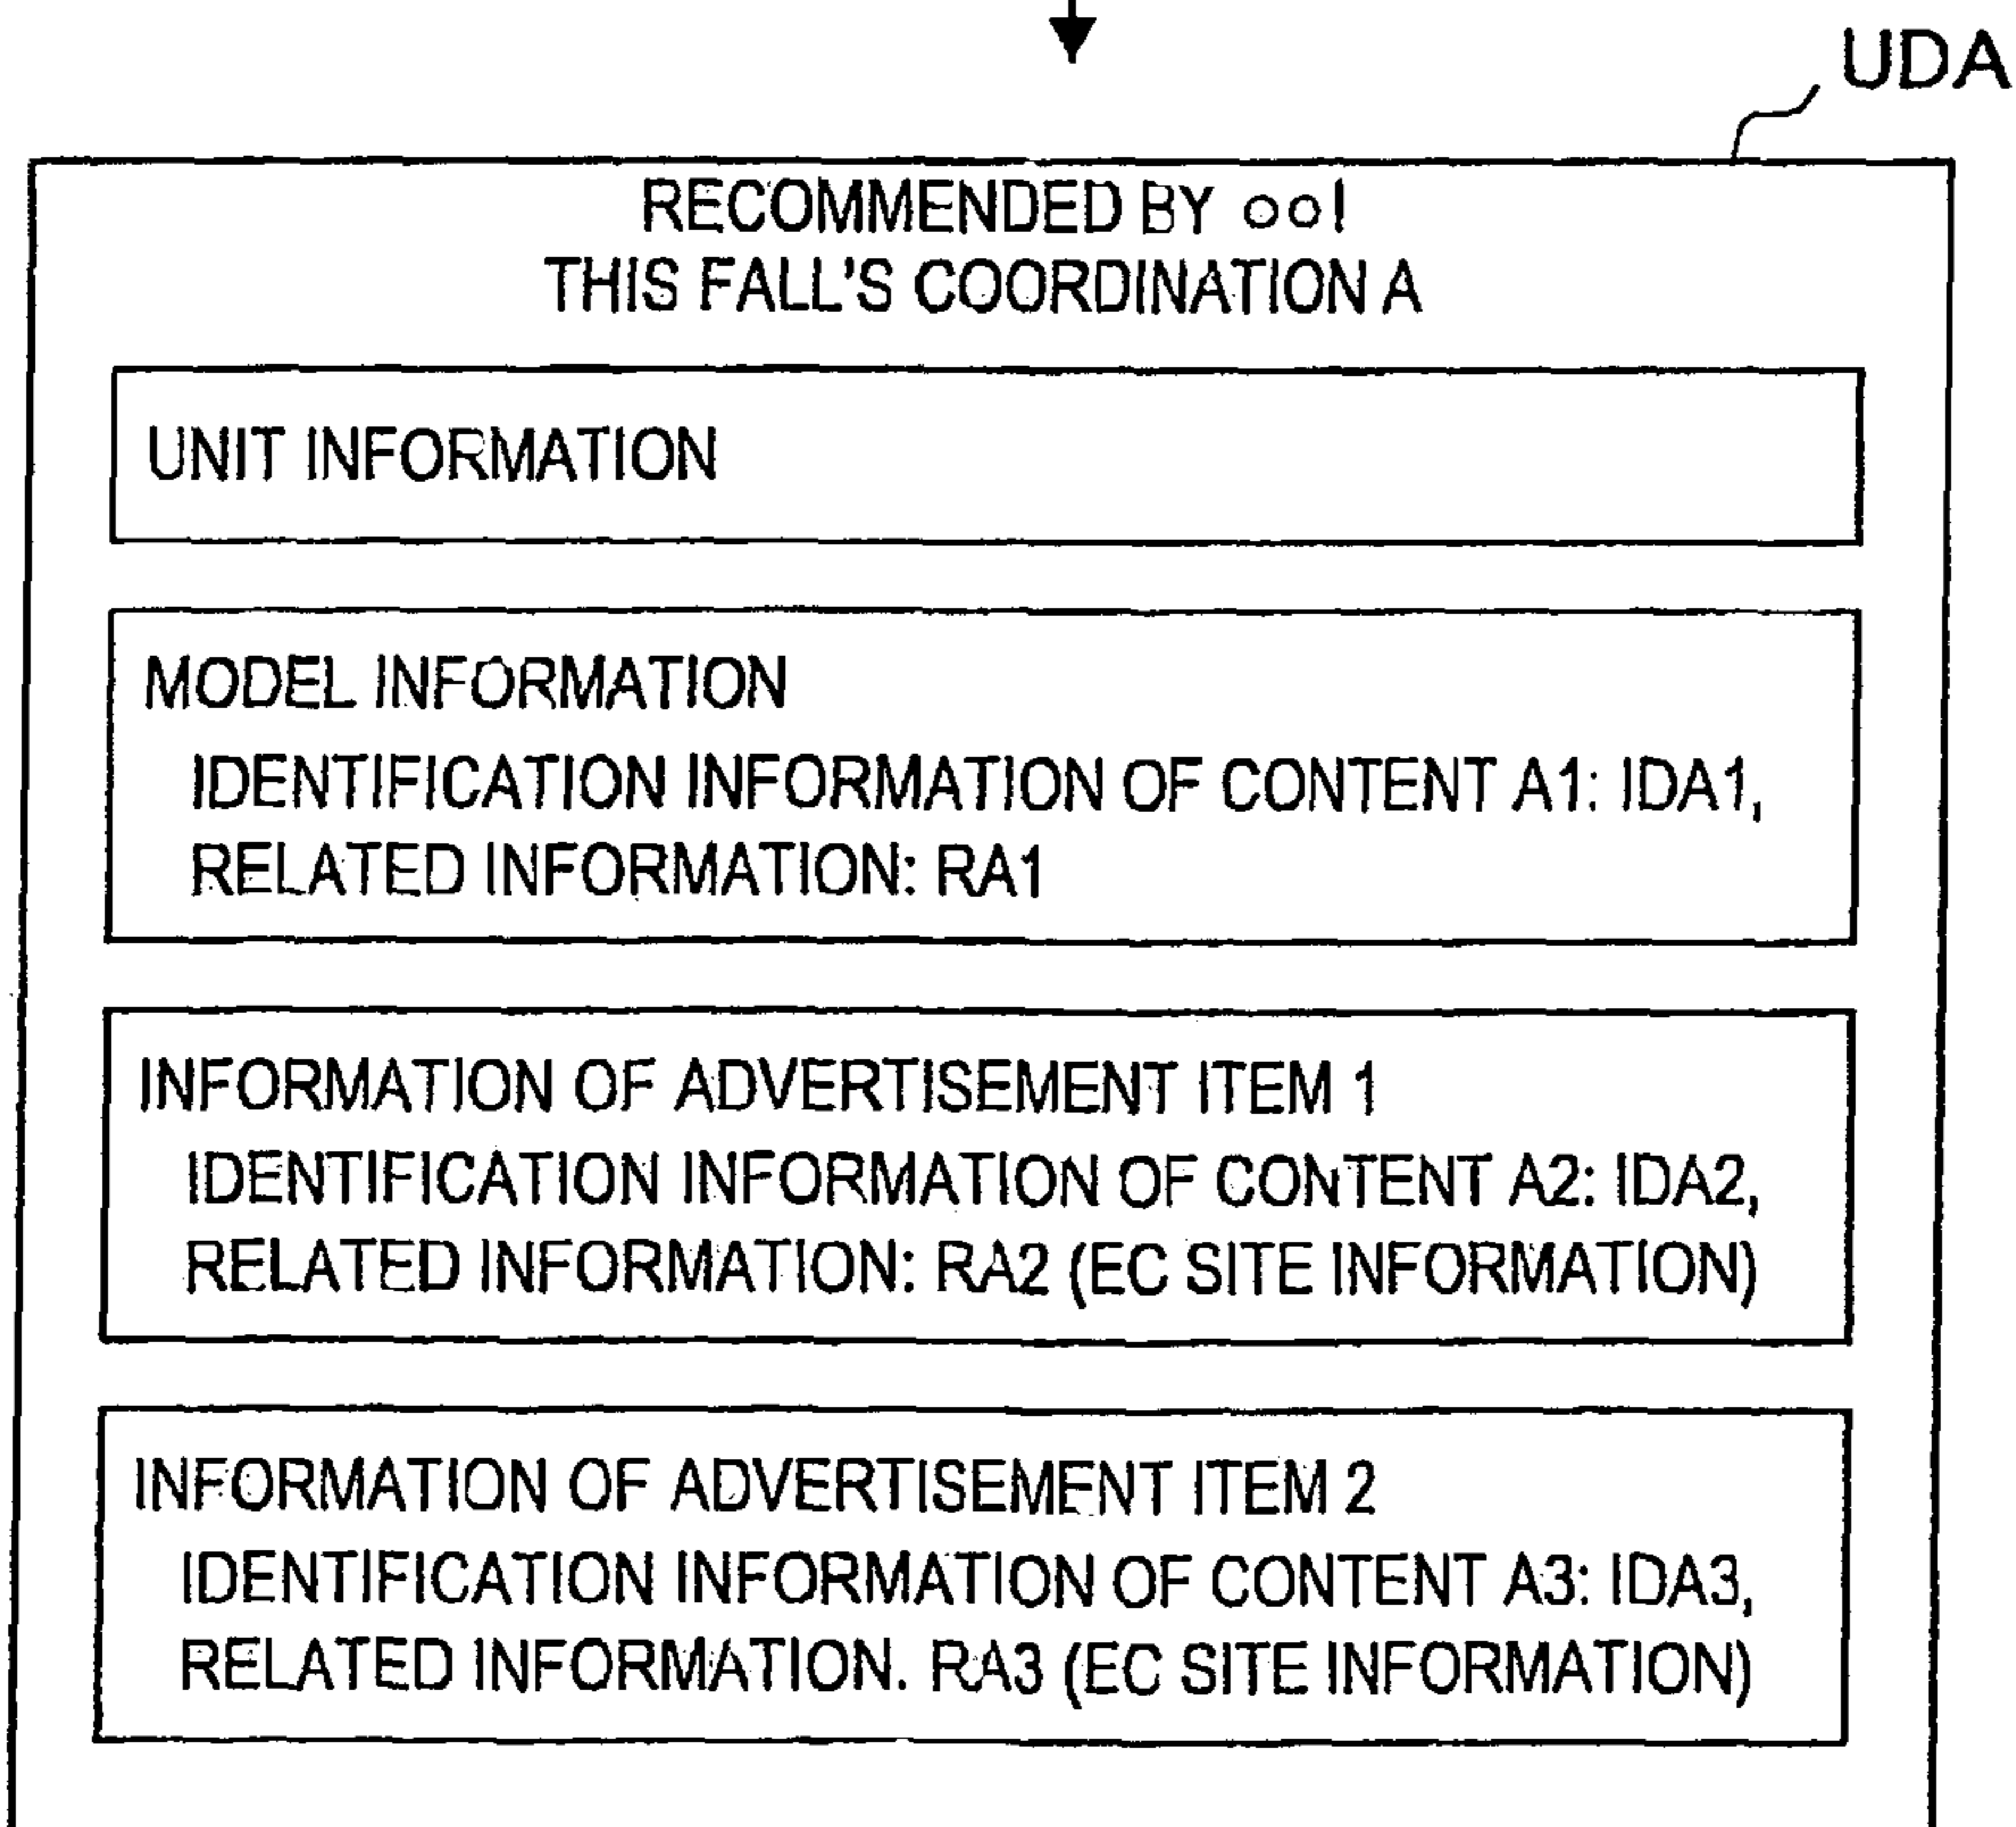 UDA
RECOMMENDED BY ○○!
THIS FALL'S COORDINATION A
UNIT INFORMATION
MODEL INFORMATION
IDENTIFICATION INFORMATION OF CONTENT A1: IDA1,
RELATED INFORMATION: RA1
INFORMATION OF ADVERTISEMENT ITEM 1
IDENTIFICATION INFORMATION OF CONTENT A2: IDA2,
RELATED INFORMATION: RA2 (EC SITE INFORMATION)
INFORMATION OF ADVERTISEMENT ITEM 2
IDENTIFICATION INFORMATION OF CONTENT A3: IDA3,
RELATED INFORMATION. RA3 (EC SITE INFORMATION)